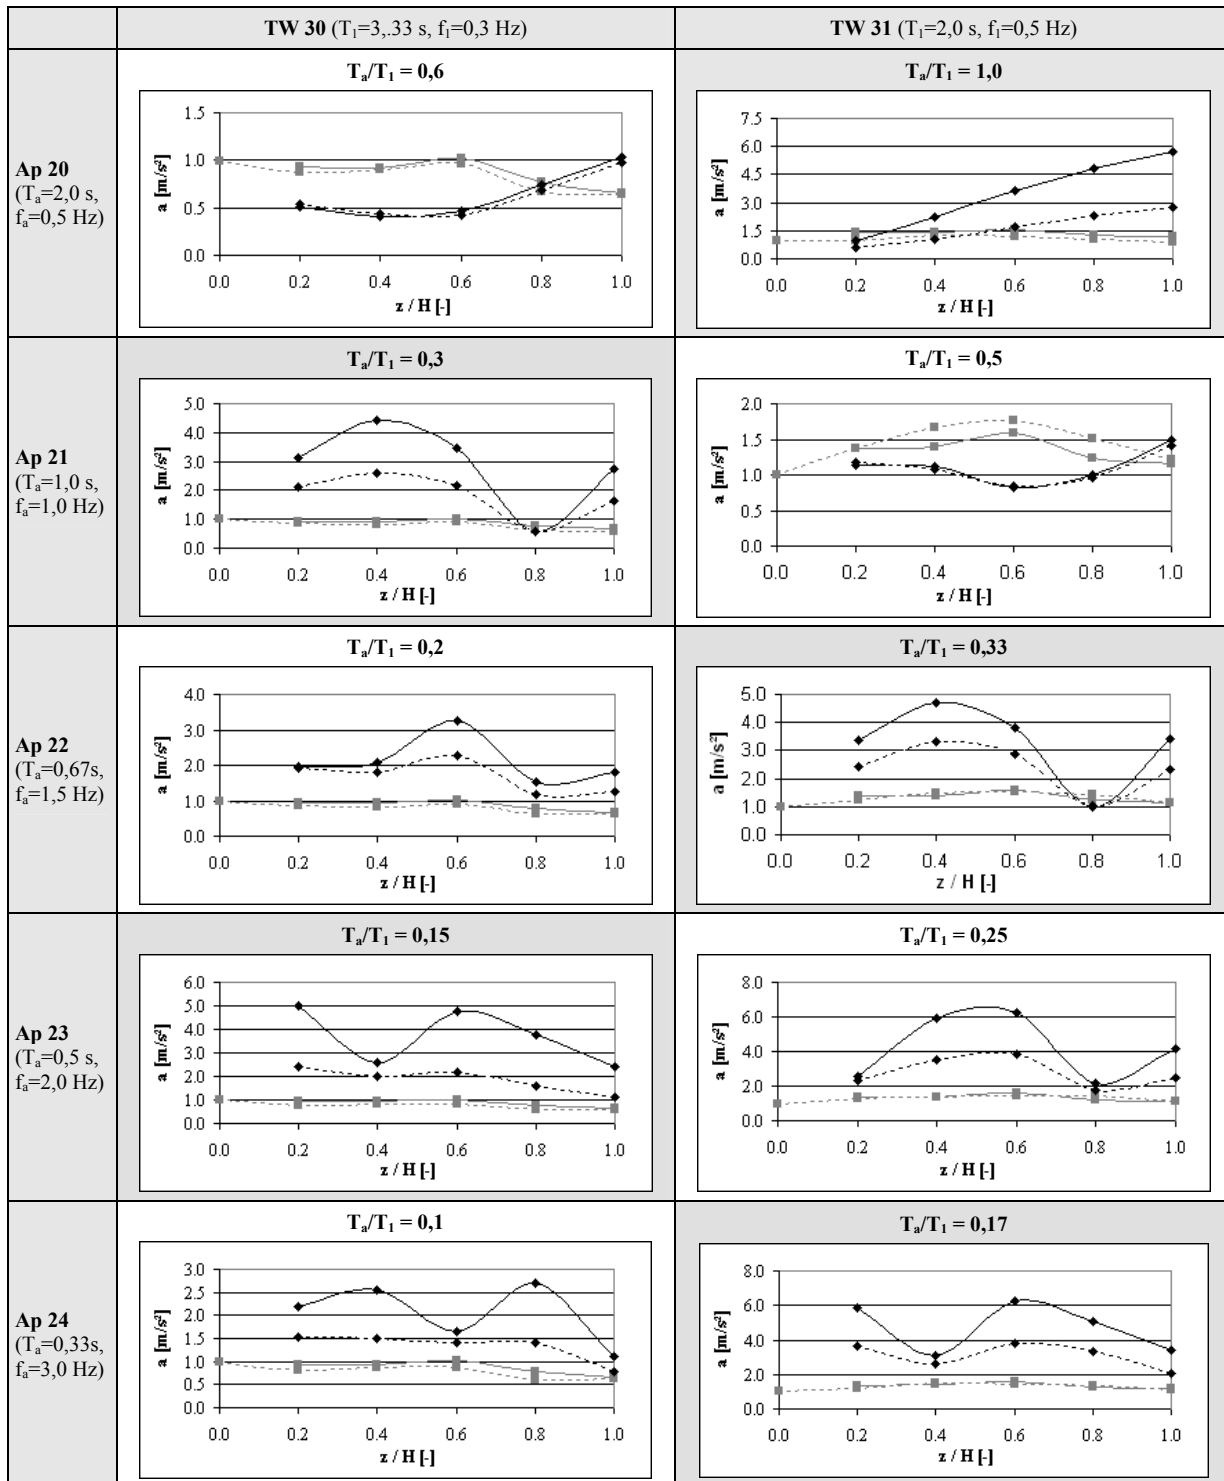 TW 30 (T₁=3,.33 s, f₁=0,3 Hz)
TW 31 (T₁=2,0 s, f₁=0,5 Hz)
Ap 20
(Tₐ=2,0 s,
fₐ=0,5 Hz)
Tₐ/T₁ = 0,6
a [m/s²]
1.5
1.0
0.5
0.0
0.0 0.2 0.4 0.6 0.8 1.0
z / H [-]
Tₐ/T₁ = 1,0
a [m/s²]
7.5
6.0
4.5
3.0
1.5
0.0
0.0 0.2 0.4 0.6 0.8 1.0
z / H [-]
Ap 21
(Tₐ=1,0 s,
fₐ=1,0 Hz)
Tₐ/T₁ = 0,3
a [m/s²]
5.0
4.0
3.0
2.0
1.0
0.0
0.0 0.2 0.4 0.6 0.8 1.0
z / H [-]
Tₐ/T₁ = 0,5
a [m/s²]
2.0
1.5
1.0
0.5
0.0
0.0 0.2 0.4 0.6 0.8 1.0
z / H [-]
Ap 22
(Tₐ=0,67s,
fₐ=1,5 Hz)
Tₐ/T₁ = 0,2
a [m/s²]
4.0
3.0
2.0
1.0
0.0
0.0 0.2 0.4 0.6 0.8 1.0
z / H [-]
Tₐ/T₁ = 0,33
a [m/s²]
5.0
4.0
3.0
2.0
1.0
0.0
0.0 0.2 0.4 0.6 0.8 1.0
z / H [-]
Ap 23
(Tₐ=0,5 s,
fₐ=2,0 Hz)
Tₐ/T₁ = 0,15
a [m/s²]
6.0
5.0
4.0
3.0
2.0
1.0
0.0
0.0 0.2 0.4 0.6 0.8 1.0
z / H [-]
Tₐ/T₁ = 0,25
a [m/s²]
8.0
6.0
4.0
2.0
0.0
0.0 0.2 0.4 0.6 0.8 1.0
z / H [-]
Ap 24
(Tₐ=0,33s,
fₐ=3,0 Hz)
Tₐ/T₁ = 0,1
a [m/s²]
3.0
2.5
2.0
1.5
1.0
0.5
0.0
0.0 0.2 0.4 0.6 0.8 1.0
z / H [-]
Tₐ/T₁ = 0,17
a [m/s²]
8.0
6.0
4.0
2.0
0.0
0.0 0.2 0.4 0.6 0.8 1.0
z / H [-]